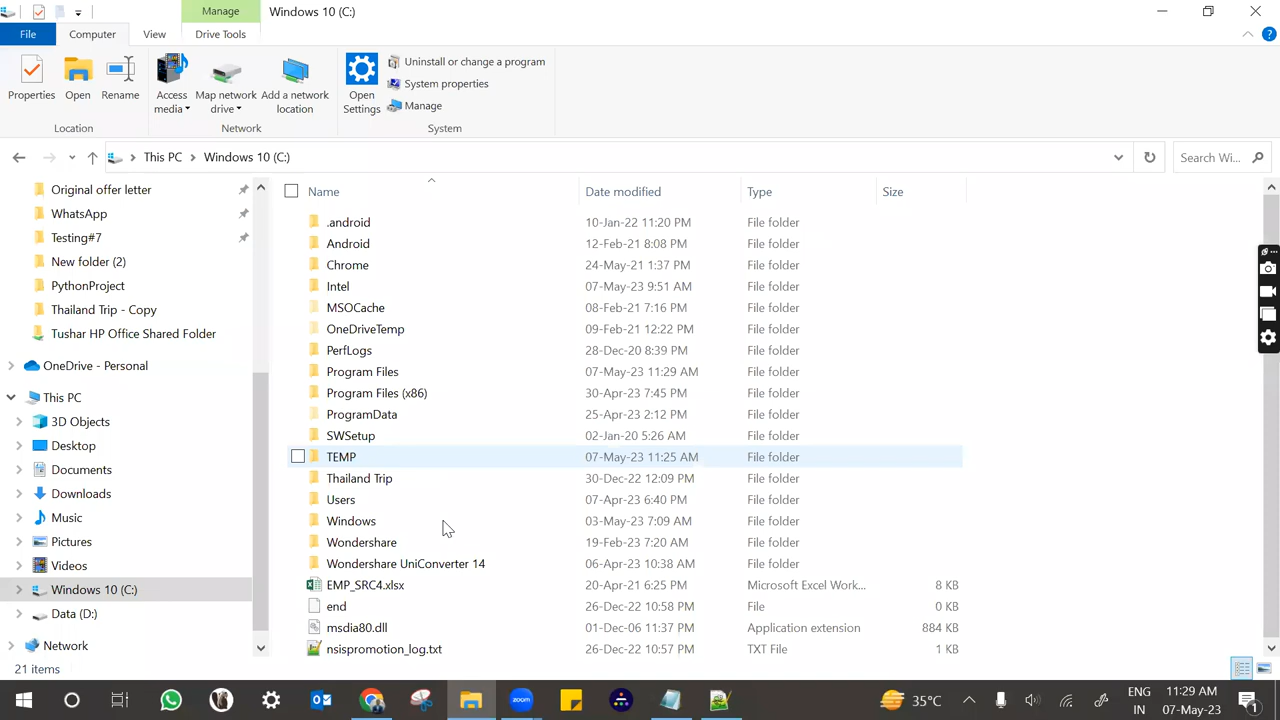 Manage
Windows 10 (C:)
File
Computer
View
Drive Tools
Properties
Open
Rename
Access media
Map network drive
Add a network location
Open Settings
Uninstall or change a program
System properties
Manage
Location
Network
System
This PC
Windows 10 (C:)
Search Wi...
Original offer letter
WhatsApp
Testing#7
New folder (2)
PythonProject
Thailand Trip - Copy
Tushar HP Office Shared Folder
OneDrive - Personal
This PC
3D Objects
Desktop
Documents
Downloads
Music
Pictures
Videos
Windows 10 (C:)
Data (D:)
Network
Name Date modified Type Size
.android 10-Jan-22 11:20 PM File folder
Android 12-Feb-21 8:08 PM File folder
Chrome 24-May-21 1:37 PM File folder
Intel 07-May-23 9:51 AM File folder
MSOCache 08-Feb-21 7:16 PM File folder
OneDriveTemp 09-Feb-21 12:22 PM File folder
PerfLogs 28-Dec-20 8:39 PM File folder
Program Files 07-May-23 11:29 AM File folder
Program Files (x86) 30-Apr-23 7:45 PM File folder
ProgramData 25-Apr-23 2:12 PM File folder
SWSetup 02-Jan-20 5:26 AM File folder
TEMP 07-May-23 11:25 AM File folder
Thailand Trip 30-Dec-22 12:09 PM File folder
Users 07-Apr-23 6:40 PM File folder
Windows 03-May-23 7:09 AM File folder
Wondershare 19-Feb-23 7:20 AM File folder
Wondershare UniConverter 14 06-Apr-23 10:38 AM File folder
EMP_SRC4.xlsx 20-Apr-21 6:25 PM Microsoft Excel Work... 8 KB
end 26-Dec-22 10:58 PM File 0 KB
msdia80.dll 01-Dec-06 11:37 PM Application extension 884 KB
nsispromotion_log.txt 26-Dec-22 10:57 PM TXT File 1 KB
21 items
zoom
35°C
ENG
IN
11:29 AM
07-May-23
1